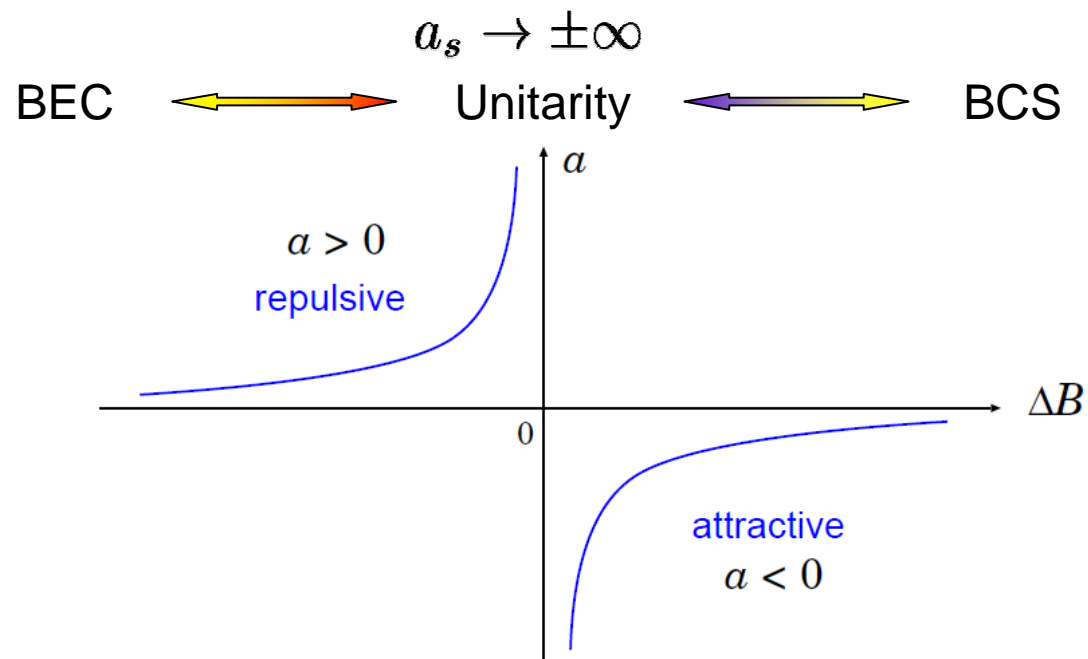 a_s → ±∞
BEC Unitarity BCS
a
a > 0
repulsive
ΔB
0
attractive
a < 0